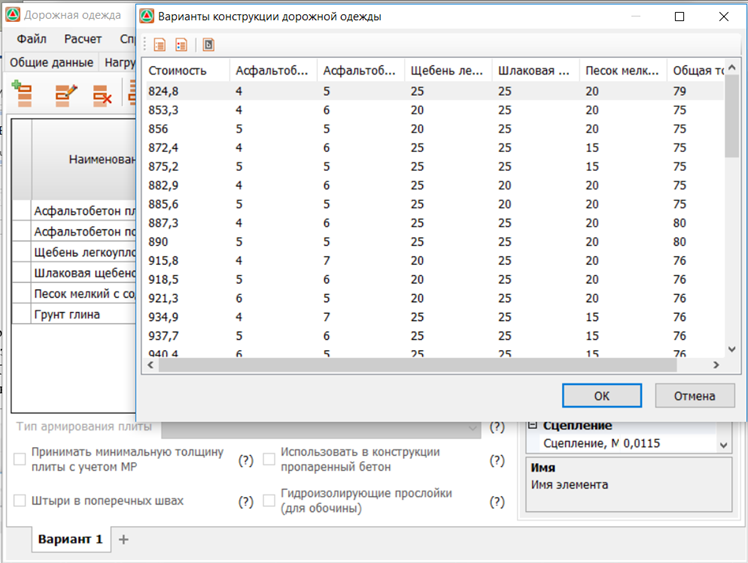 Дорожная одежда
Варианты конструкции дорожной одежды
Файл Расчет
Общие данные
Стоимость Асфальтоб... Асфальтоб... Щебень ле... Шлаковая ... Песок мелк... Общая то
824,8 4 5 25 25 20 79
853,3 4 6 20 25 20 75
856 5 5 20 25 20 75
872,4 4 6 25 25 15 75
875,2 5 5 25 25 15 75
882,9 4 6 25 20 20 75
885,6 5 5 25 20 20 75
887,3 4 6 25 25 20 80
890 5 5 25 25 20 80
915,8 4 7 20 25 20 76
918,5 5 6 20 25 20 76
921,3 6 5 20 25 20 76
934,9 4 7 25 25 15 76
937,7 5 6 25 25 15 76
940,4 6 5 25 25 15 76
Наименован
Асфальтобетон пл
Асфальтобетон по
Щебень легкоупло
Шлаковая щебено
Песок мелкий с сод
Грунт глина
ОК Отмена
Тип армирования плиты (?)
Принимать минимальную толщину
плиты с учетом МР (?)
Использовать в конструкции
пропаренный бетон (?)
Штыри в поперечных швах (?)
Гидроизолирующие прослойки
(для обочины) (?)
Сцепление
Сцепление, М 0,0115
Имя
Имя элемента
Вариант 1 +